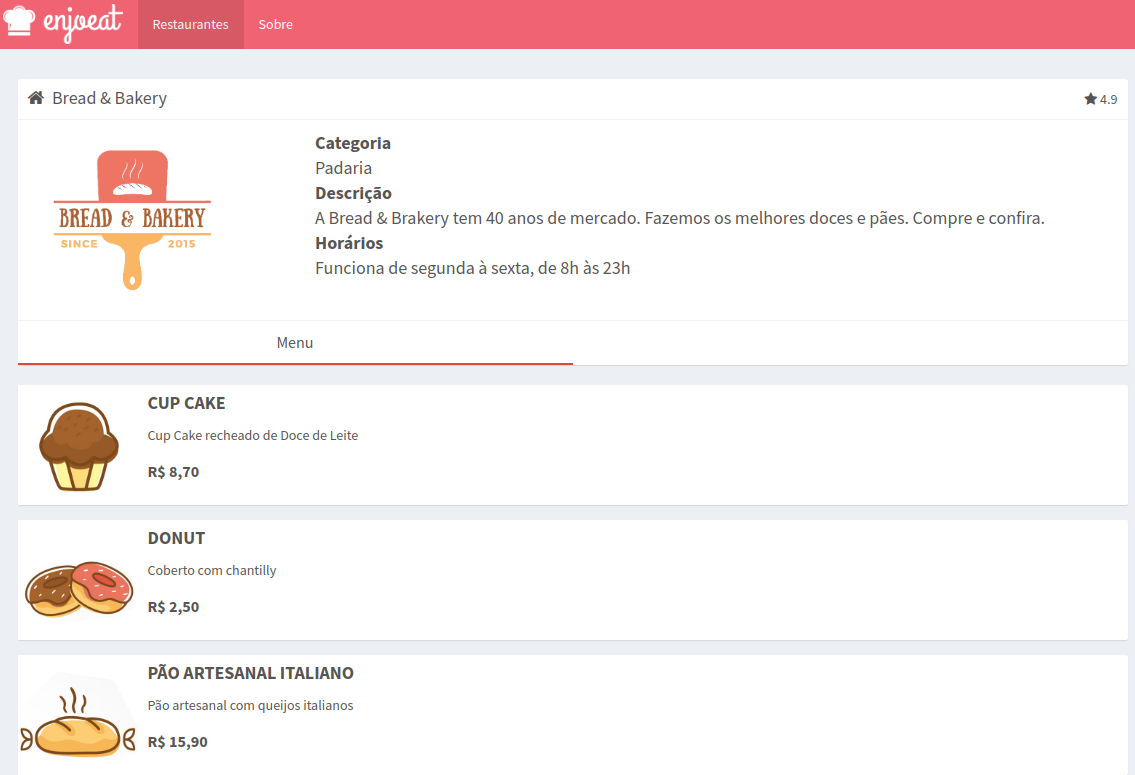 enjoeat
Restaurantes
Sobre
Bread & Bakery
4.9
BREAD & BAKERY
SINCE 2015
Categoria
Padaria
Descrição
A Bread & Brakery tem 40 anos de mercado. Fazemos os melhores doces e pães. Compre e confira.
Horários
Funciona de segunda à sexta, de 8h às 23h
Menu
CUP CAKE
Cup Cake recheado de Doce de Leite
R$ 8,70
DONUT
Coberto com chantilly
R$ 2,50
PÃO ARTESANAL ITALIANO
Pão artesanal com queijos italianos
R$ 15,90